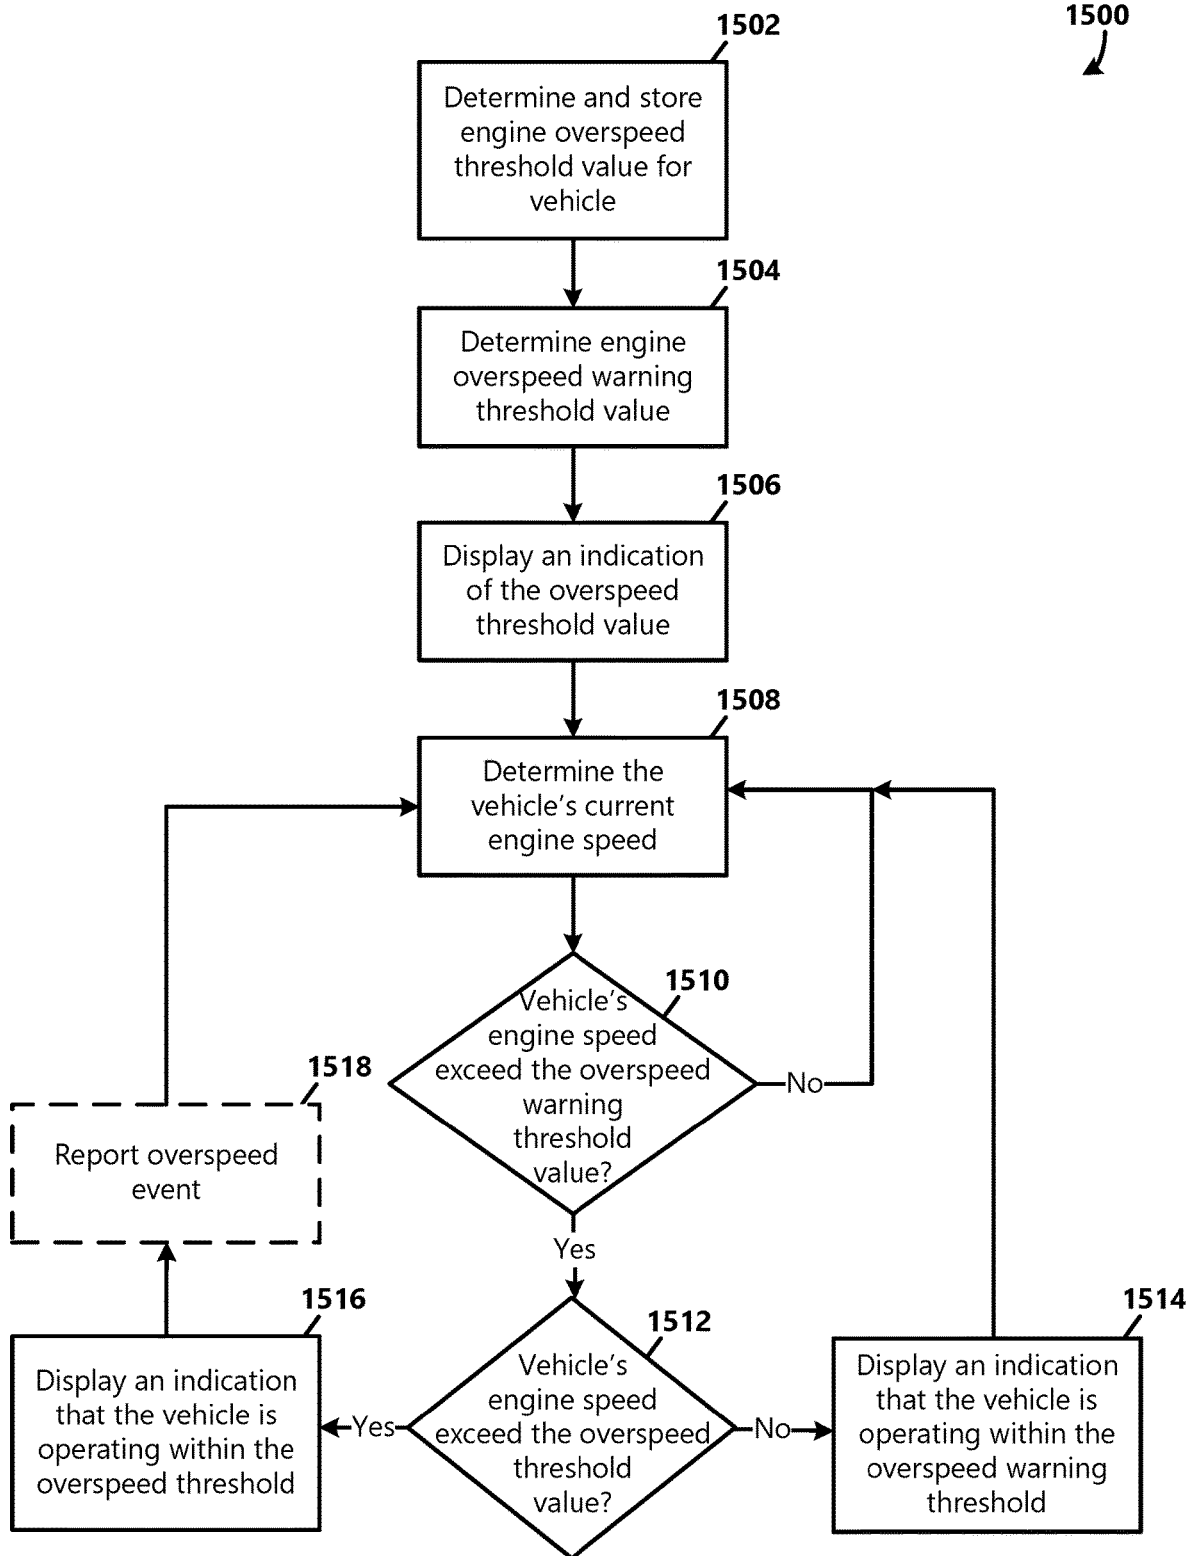 1500
1502
Determine and store
engine overspeed
threshold value for
vehicle
1504
Determine engine
overspeed warning
threshold value
1506
Display an indication
of the overspeed
threshold value
1508
Determine the
vehicle's current
engine speed
1510
Vehicle's
engine speed
exceed the overspeed
warning
threshold
value?
No
Yes
1518
Report overspeed
event
1516
Display an indication
that the vehicle is
operating within the
overspeed threshold
1512
Vehicle's
engine speed
exceed the overspeed
threshold
value?
Yes
No
1514
Display an indication
that the vehicle is
operating within the
overspeed warning
threshold